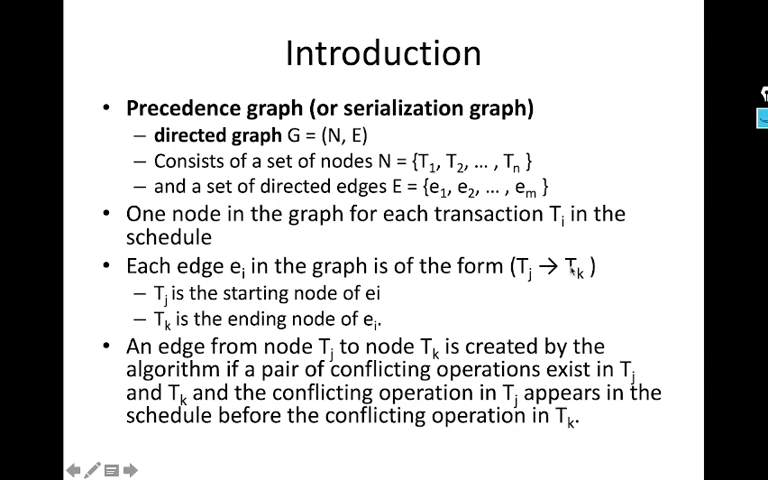 Introduction
• Precedence graph (or serialization graph)
– directed graph G = (N, E)
– Consists of a set of nodes N = {T1, T2, … , Tn }
– and a set of directed edges E = {e1, e2, … , em }
• One node in the graph for each transaction Ti in the
schedule
• Each edge ei in the graph is of the form (Tj → Tk )
– Tj is the starting node of ei
– Tk is the ending node of ei.
• An edge from node Tj to node Tk is created by the
algorithm if a pair of conflicting operations exist in Tj
and Tk and the conflicting operation in Tj appears in the
schedule before the conflicting operation in Tk.